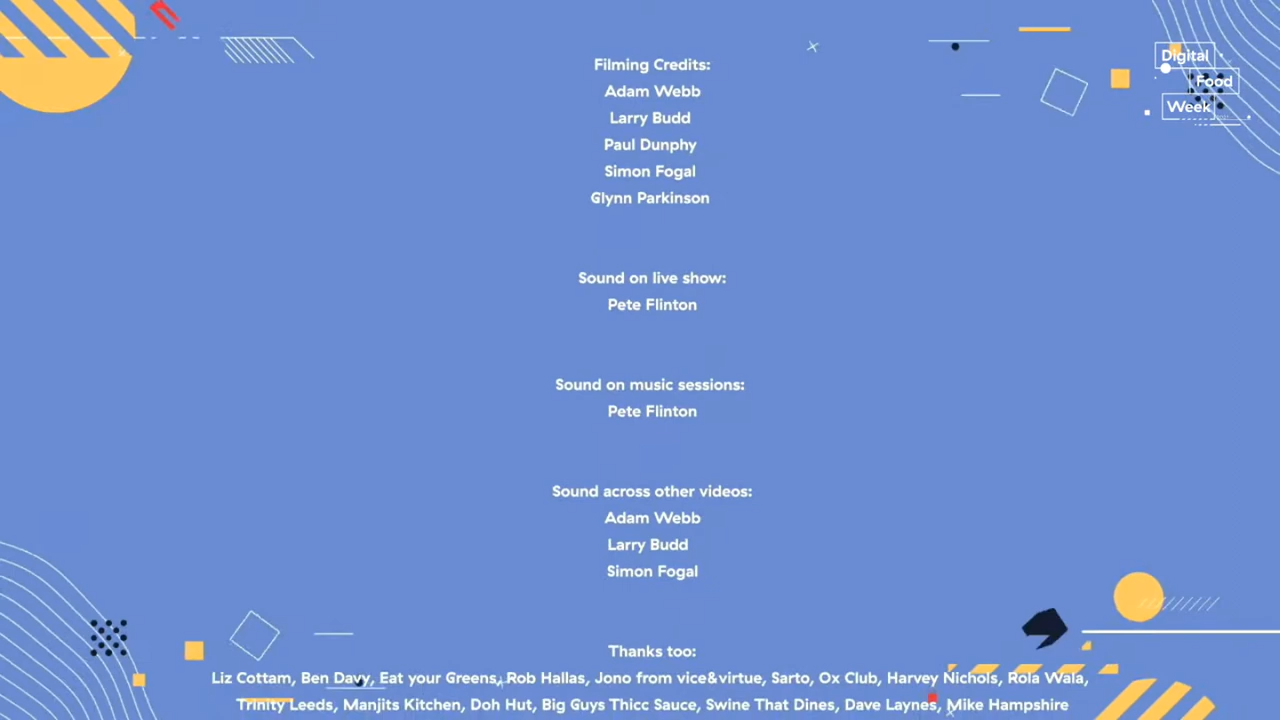 Digital
Food
Week
Filming Credits:
Adam Webb
Larry Budd
Paul Dunphy
Simon Fogal
Glynn Parkinson
Sound on live show:
Pete Flinton
Sound on music sessions:
Pete Flinton
Sound across other videos:
Adam Webb
Larry Budd
Simon Fogal
Thanks too:
Liz Cottam, Ben Davy, Eat your Greens, Rob Hallas, Jono from vice&virtue, Sarto, Ox Club, Harvey Nichols, Rola Wala,
Trinity Leeds, Manjits Kitchen, Doh Hut, Big Guys Thicc Sauce, Swine That Dines, Dave Laynes, Mike Hampshire